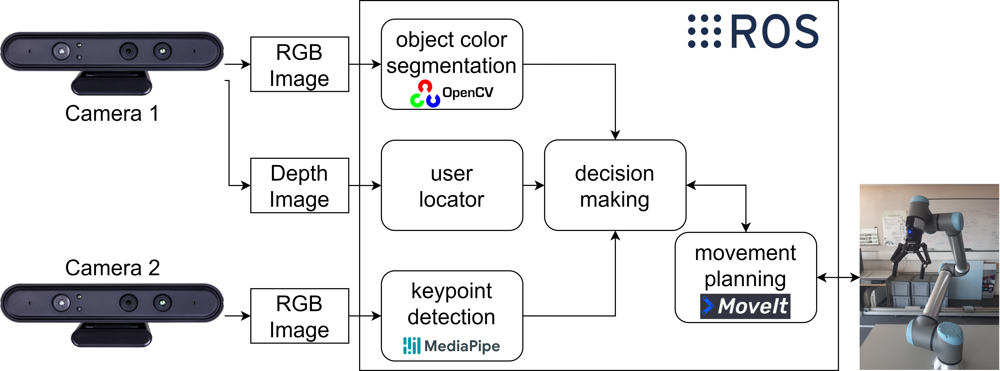 Camera 1
RGB
Image
object color
segmentation
OpenCV
ROS
Depth
Image
user
locator
decision
making
movement
planning
MoveIt
Camera 2
RGB
Image
keypoint
detection
MediaPipe